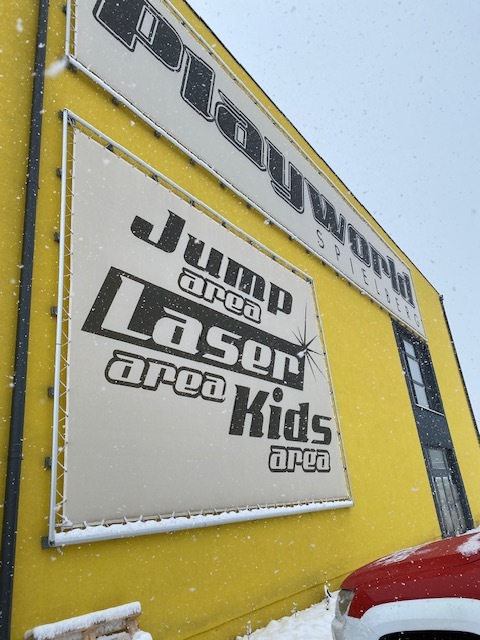 Playworld
SPIELBERG
Jump
area
Laser
area
Kids
area